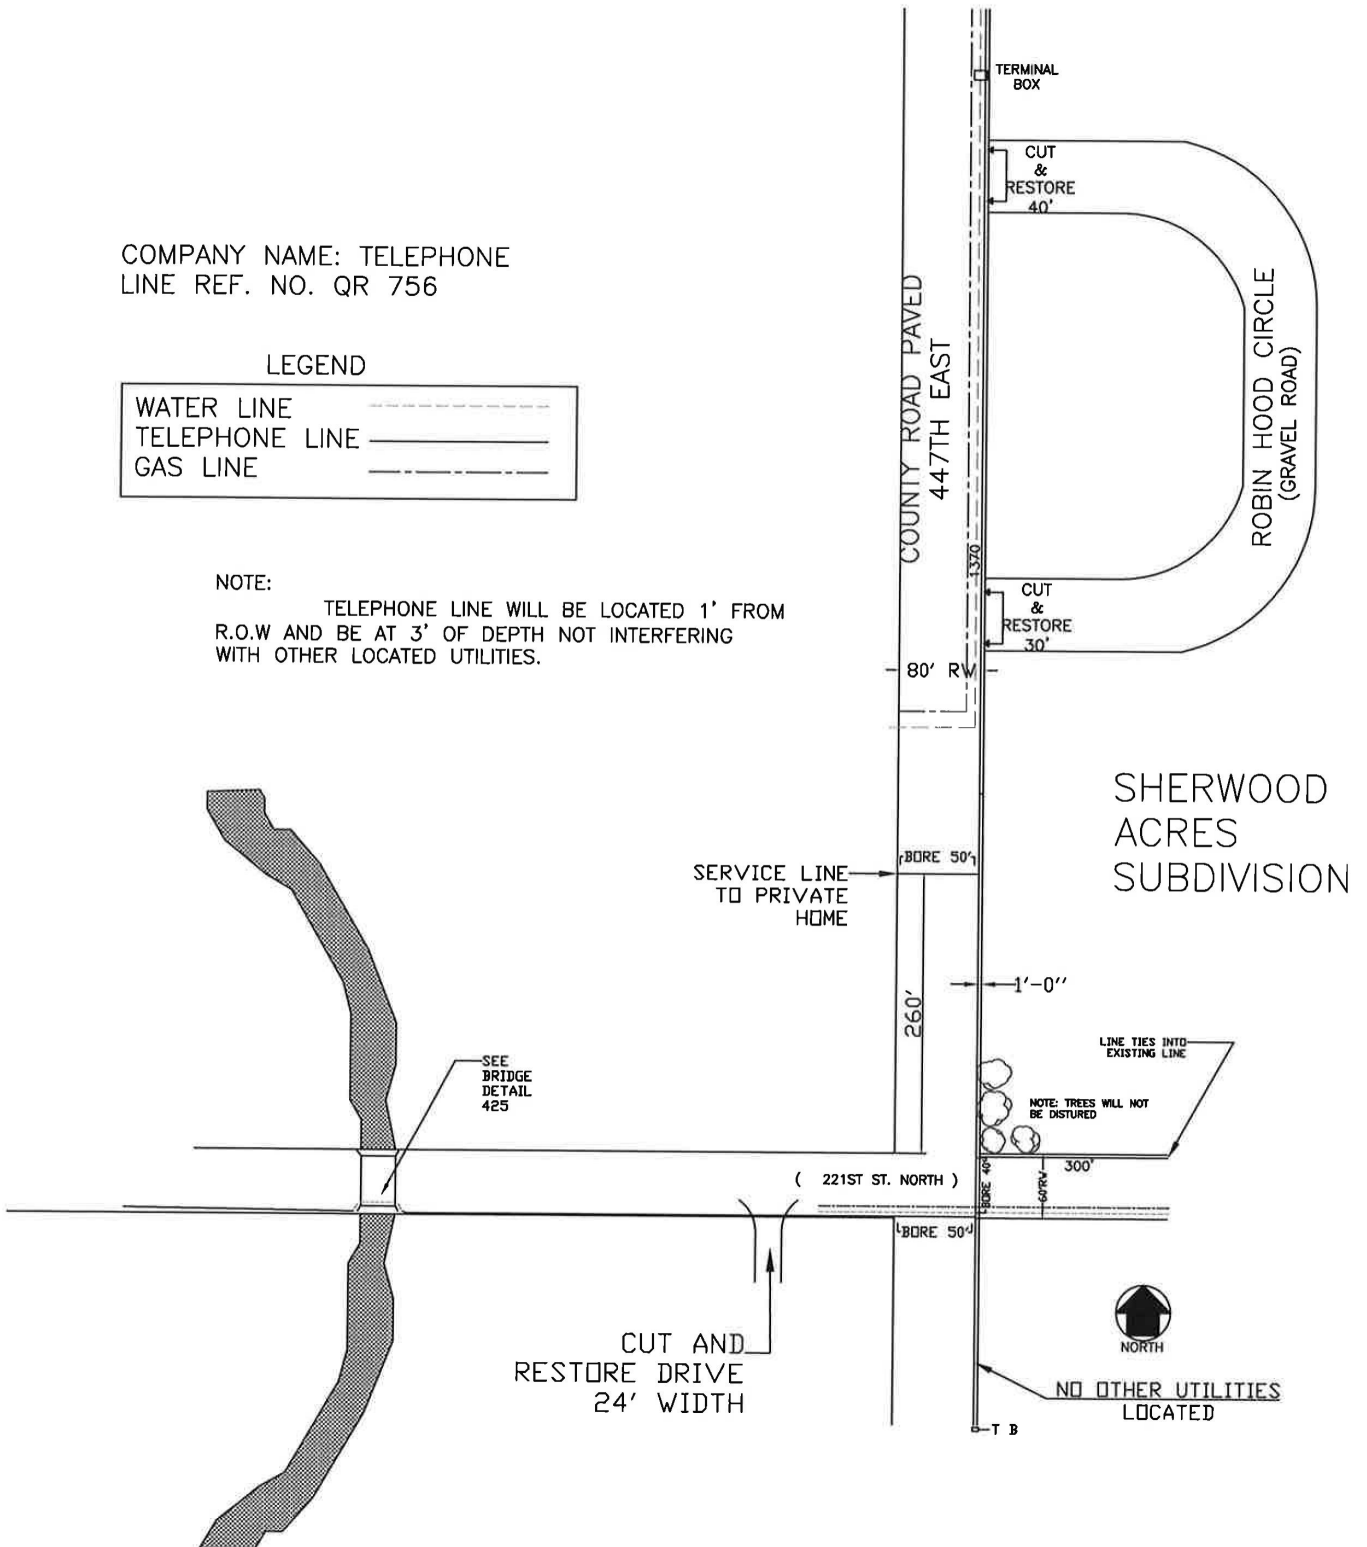 TERMINAL
BOX
CUT
&
RESTORE
40'
COMPANY NAME: TELEPHONE
LINE REF. NO. QR 756
LEGEND
WATER LINE
TELEPHONE LINE
GAS LINE
COUNTY ROAD PAVED
447TH EAST
ROBIN HOOD CIRCLE
(GRAVEL ROAD)
1370
NOTE:
TELEPHONE LINE WILL BE LOCATED 1' FROM
R.O.W AND BE AT 3' OF DEPTH NOT INTERFERING
WITH OTHER LOCATED UTILITIES.
CUT
&
RESTORE
30'
80' RW
SHERWOOD
ACRES
SUBDIVISION
BORE 50'
SERVICE LINE
TO PRIVATE
HOME
260'
1'-0"
LINE TIES INTO
EXISTING LINE
SEE
BRIDGE
DETAIL
425
NOTE: TREES WILL NOT
BE DISTURED
( 221ST ST. NORTH )
BORE 40'
60'RW
300'
BORE 50'
CUT AND
RESTORE DRIVE
24' WIDTH
NORTH
NO OTHER UTILITIES
LOCATED
T B